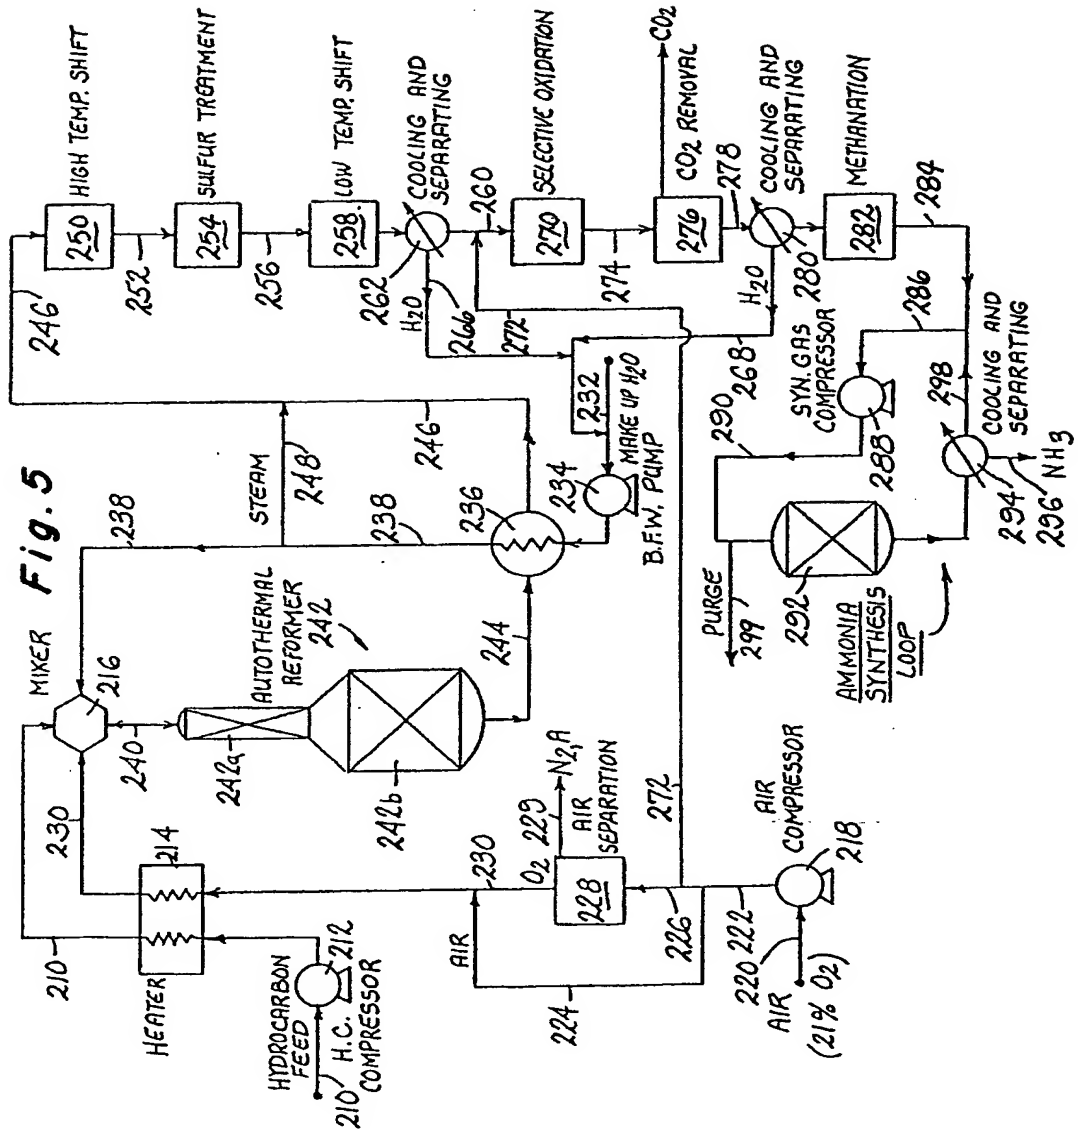 Fig. 5
246
250
HIGH TEMP. SHIFT
252
254
SULFUR TREATMENT
256
258
LOW TEMP. SHIFT
262
COOLING AND
SEPARATING
H2O
266
272
260
270
SELECTIVE OXIDATION
274
276
CO2 REMOVAL
CO2
278
COOLING AND
SEPARATING
H2O
280
268
282
METHANATION
284
286
238
STEAM
248
246
238
236
232
MAKE UP H2O
234
B.F.W. PUMP
MIXER
216
230
240
242a
AUTOTHERMAL
REFORMER
242
242b
244
210
214
HEATER
HYDROCARBON
FEED
210
H.C.
COMPRESSOR
212
AIR
224
230
O2
229
N2,A
AIR
SEPARATION
228
226
272
222
220
AIR
(21% O2)
AIR
COMPRESSOR
218
SYN. GAS
COMPRESSOR
288
290
PURGE
299
292
AMMONIA
SYNTHESIS
LOOP
298
COOLING AND
SEPARATING
294
296
NH3